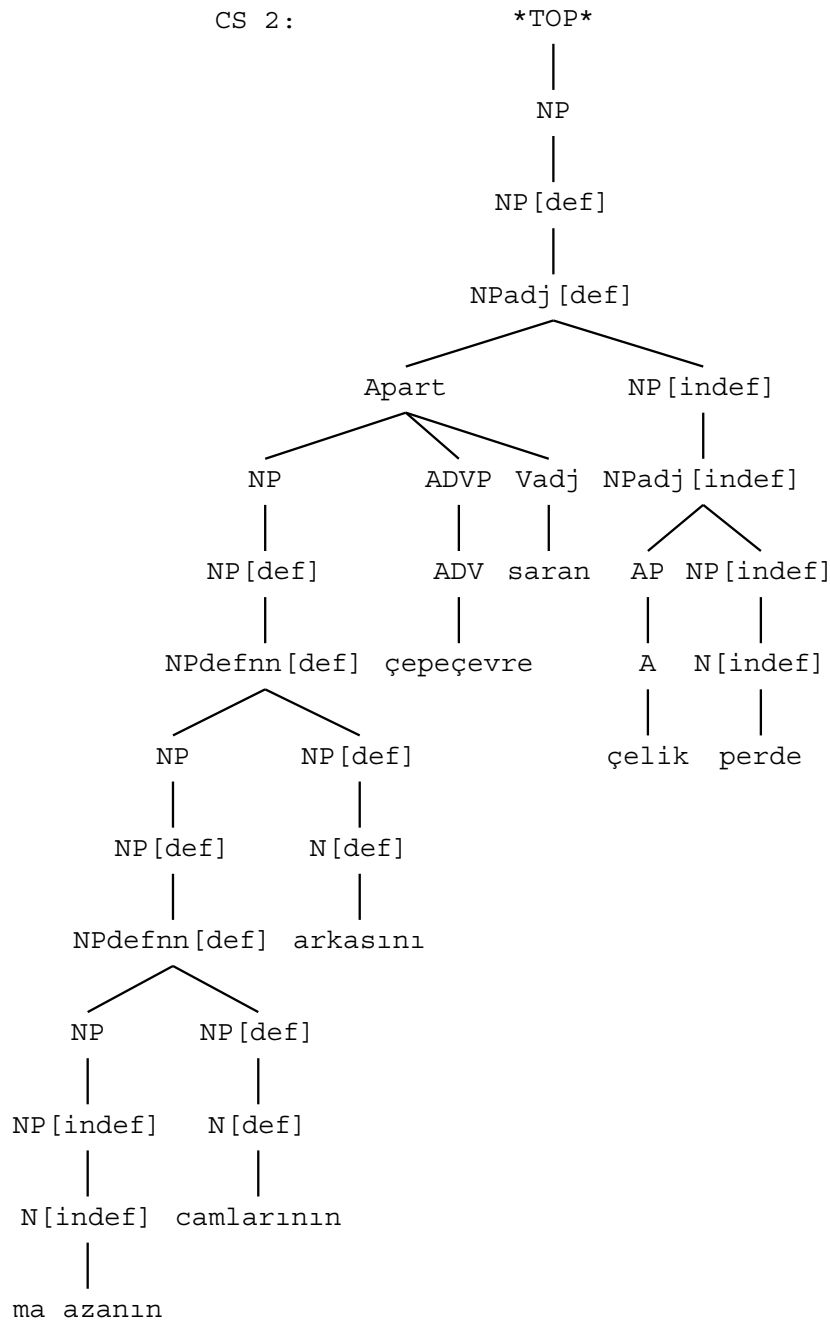 CS 2: *TOP*
NP
NP[def]
NPadj[def]
Apart NP[indef]
NP ADVP Vadj NPadj[indef]
NP[def] ADV saran AP NP[indef]
NPdefnn[def] çepeçevre A N[indef]
NP NP[def] çelik perde
NP[def] N[def]
NPdefnn[def] arkasını
NP NP[def]
NP[indef] N[def]
N[indef] camlarının
ma azanın